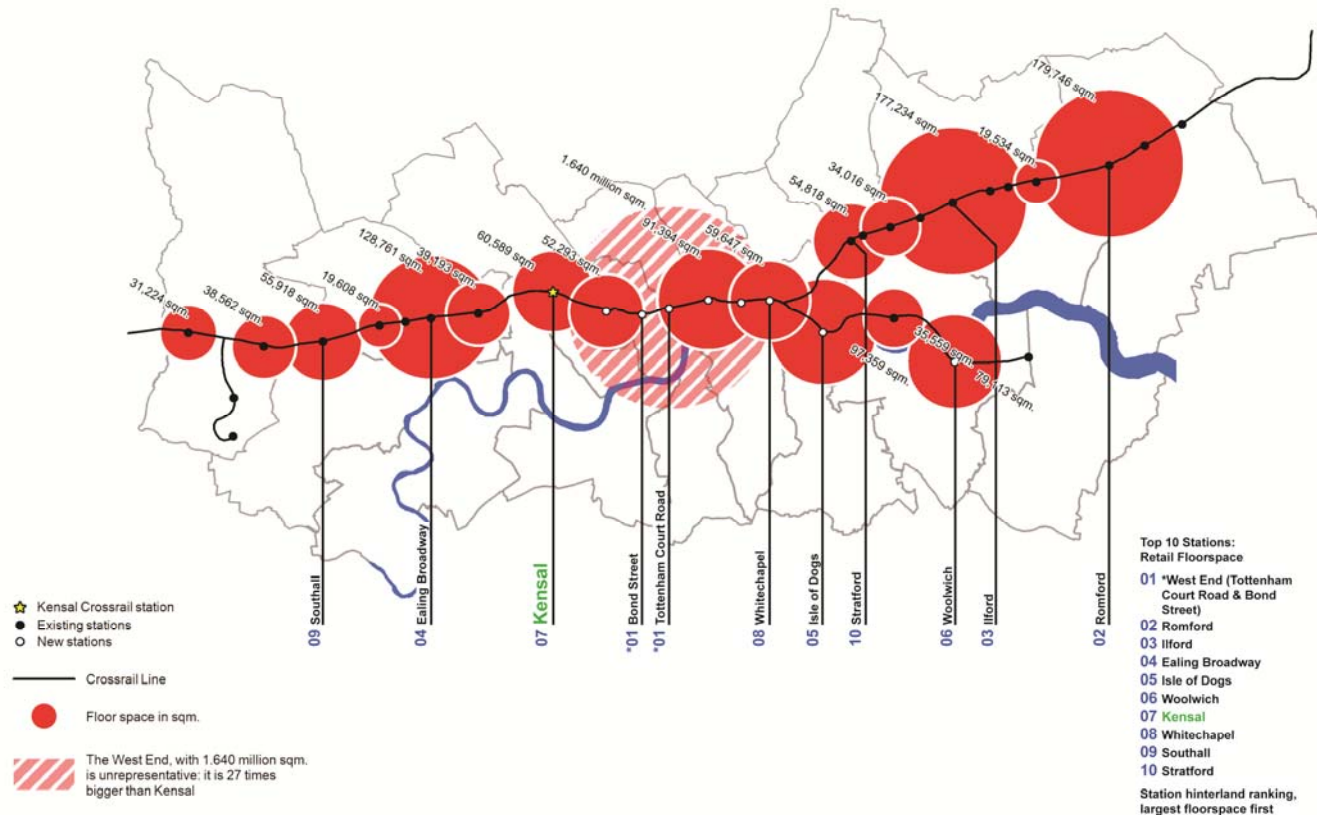 31,224 sqm.
38,562 sqm.
55,918 sqm.
19,608 sqm.
128,761 sqm.
39,193 sqm.
60,589 sqm
52,293 sqm.
1.640 million sqm.
91,394 sqm.
59,647 sqm.
54,818 sqm.
34,016 sqm.
177,234 sqm.
19,534 sqm.
179,746 sqm.
97,359 sqm.
35,559 sqm.
79,113 sqm.
09 Southall
04 Ealing Broadway
07 Kensal
*01 Bond Street
*01 Tottenham Court Road
08 Whitechapel
05 Isle of Dogs
10 Stratford
06 Woolwich
03 Ilford
02 Romford
Kensal Crossrail station
Existing stations
New stations
Crossrail Line
Floor space in sqm.
The West End, with 1.640 million sqm.
is unrepresentative: it is 27 times
bigger than Kensal
Top 10 Stations:
Retail Floorspace
01 *West End (Tottenham
Court Road & Bond
Street)
02 Romford
03 Ilford
04 Ealing Broadway
05 Isle of Dogs
06 Woolwich
07 Kensal
08 Whitechapel
09 Southall
10 Stratford
Station hinterland ranking,
largest floorspace first